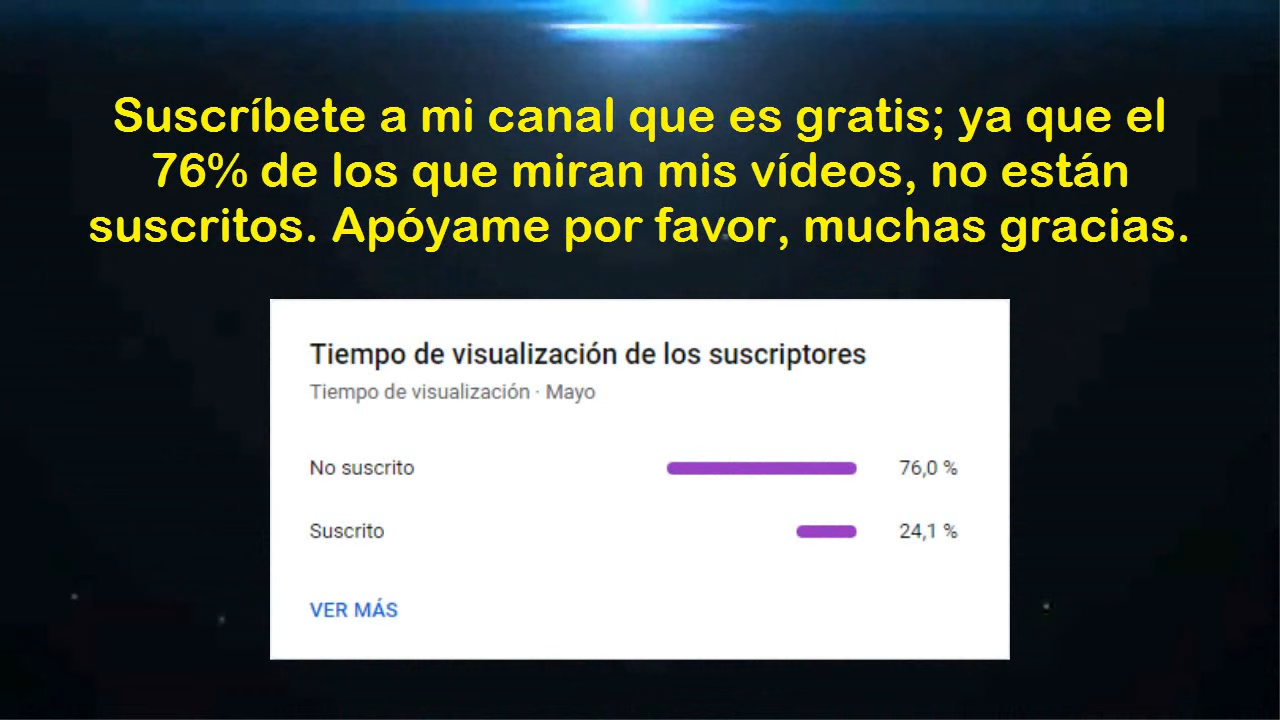 Suscríbete a mi canal que es gratis; ya que el
76% de los que miran mis vídeos, no están
suscritos. Apóyame por favor, muchas gracias.
Tiempo de visualización de los suscriptores
Tiempo de visualización · Mayo
No suscrito 76,0 %
Suscrito 24,1 %
VER MÁS